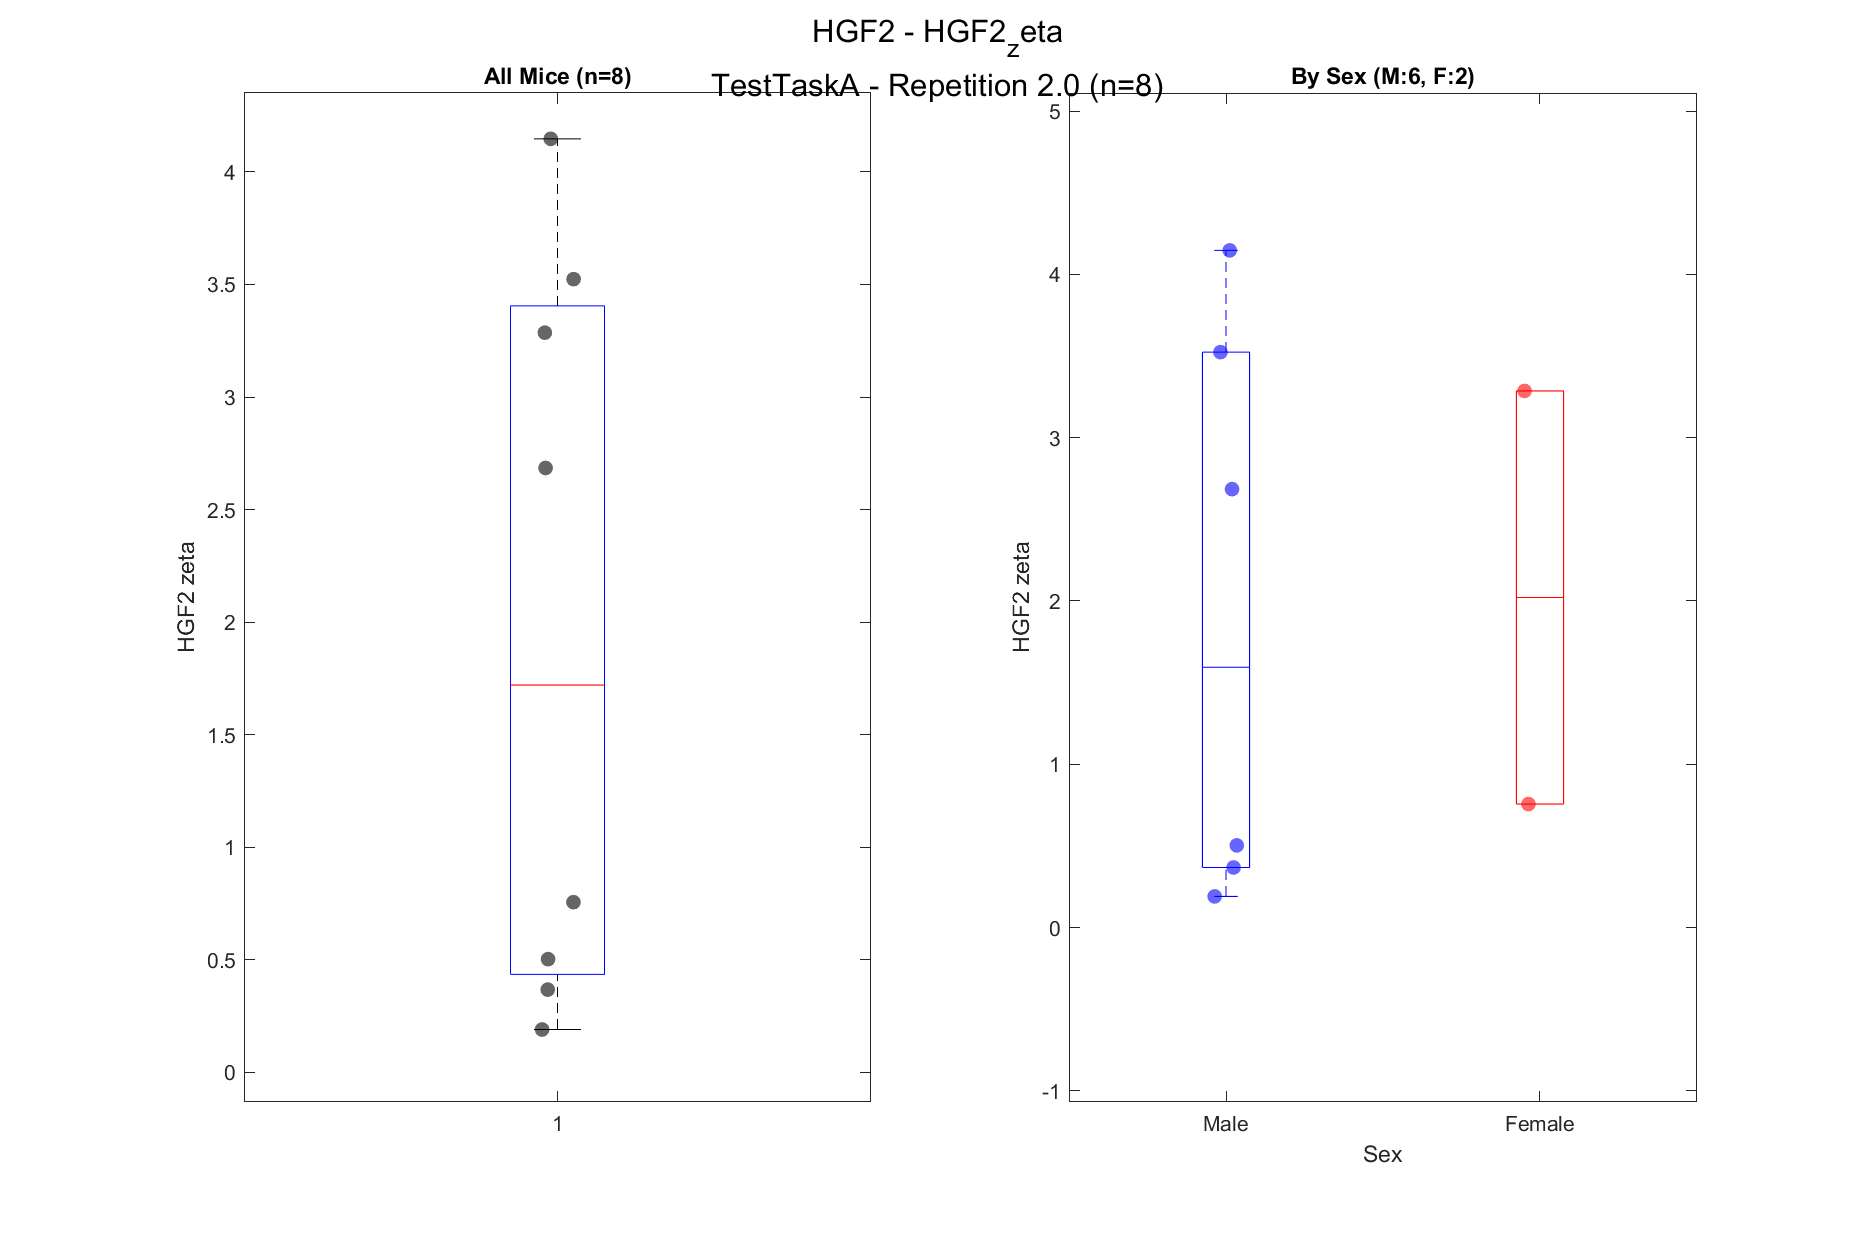 HGF2 - HGF2_zeta
TestTaskA - Repetition 2.0 (n=8)
All Mice (n=8)
HGF2 zeta
4
3.5
3
2.5
2
1.5
1
0.5
0
1
By Sex (M:6, F:2)
HGF2 zeta
5
4
3
2
1
0
-1
Male
Female
Sex